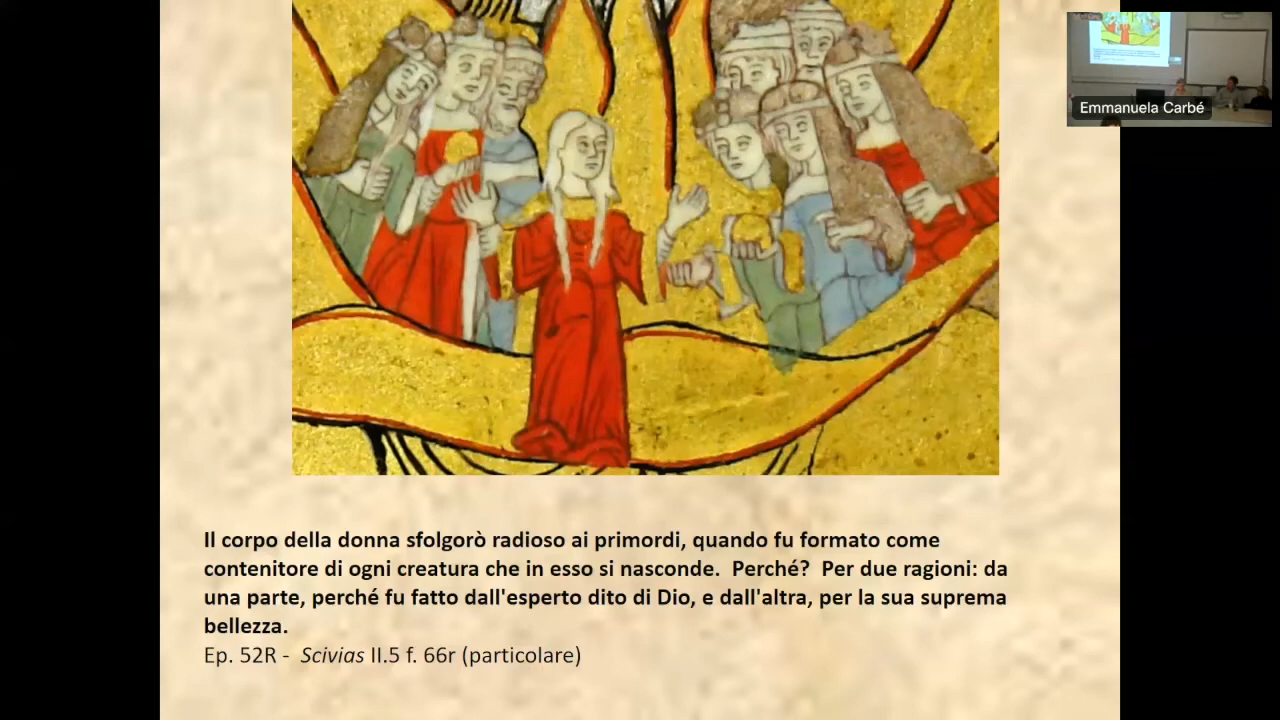 Emmanuela Carbé
Il corpo della donna sfolgorò radioso ai primordi, quando fu formato come
contenitore di ogni creatura che in esso si nasconde.  Perché?  Per due ragioni: da
una parte, perché fu fatto dall'esperto dito di Dio, e dall'altra, per la sua suprema
bellezza.
Ep. 52R -  Scivias II.5 f. 66r (particolare)